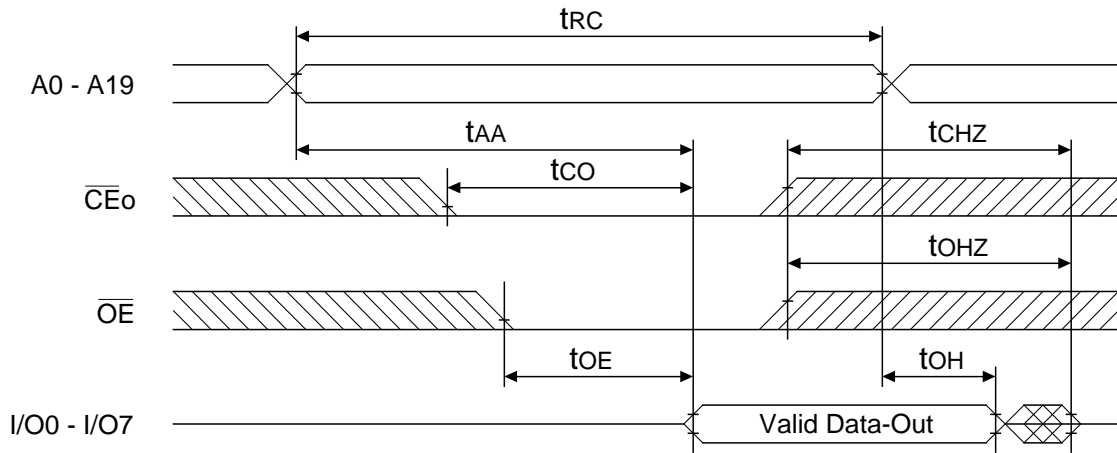 tRC
A0 - A19
tAA
tCHZ
tCO
CEo
tOHZ
OE
tOE
tOH
I/O0 - I/O7
Valid Data-Out